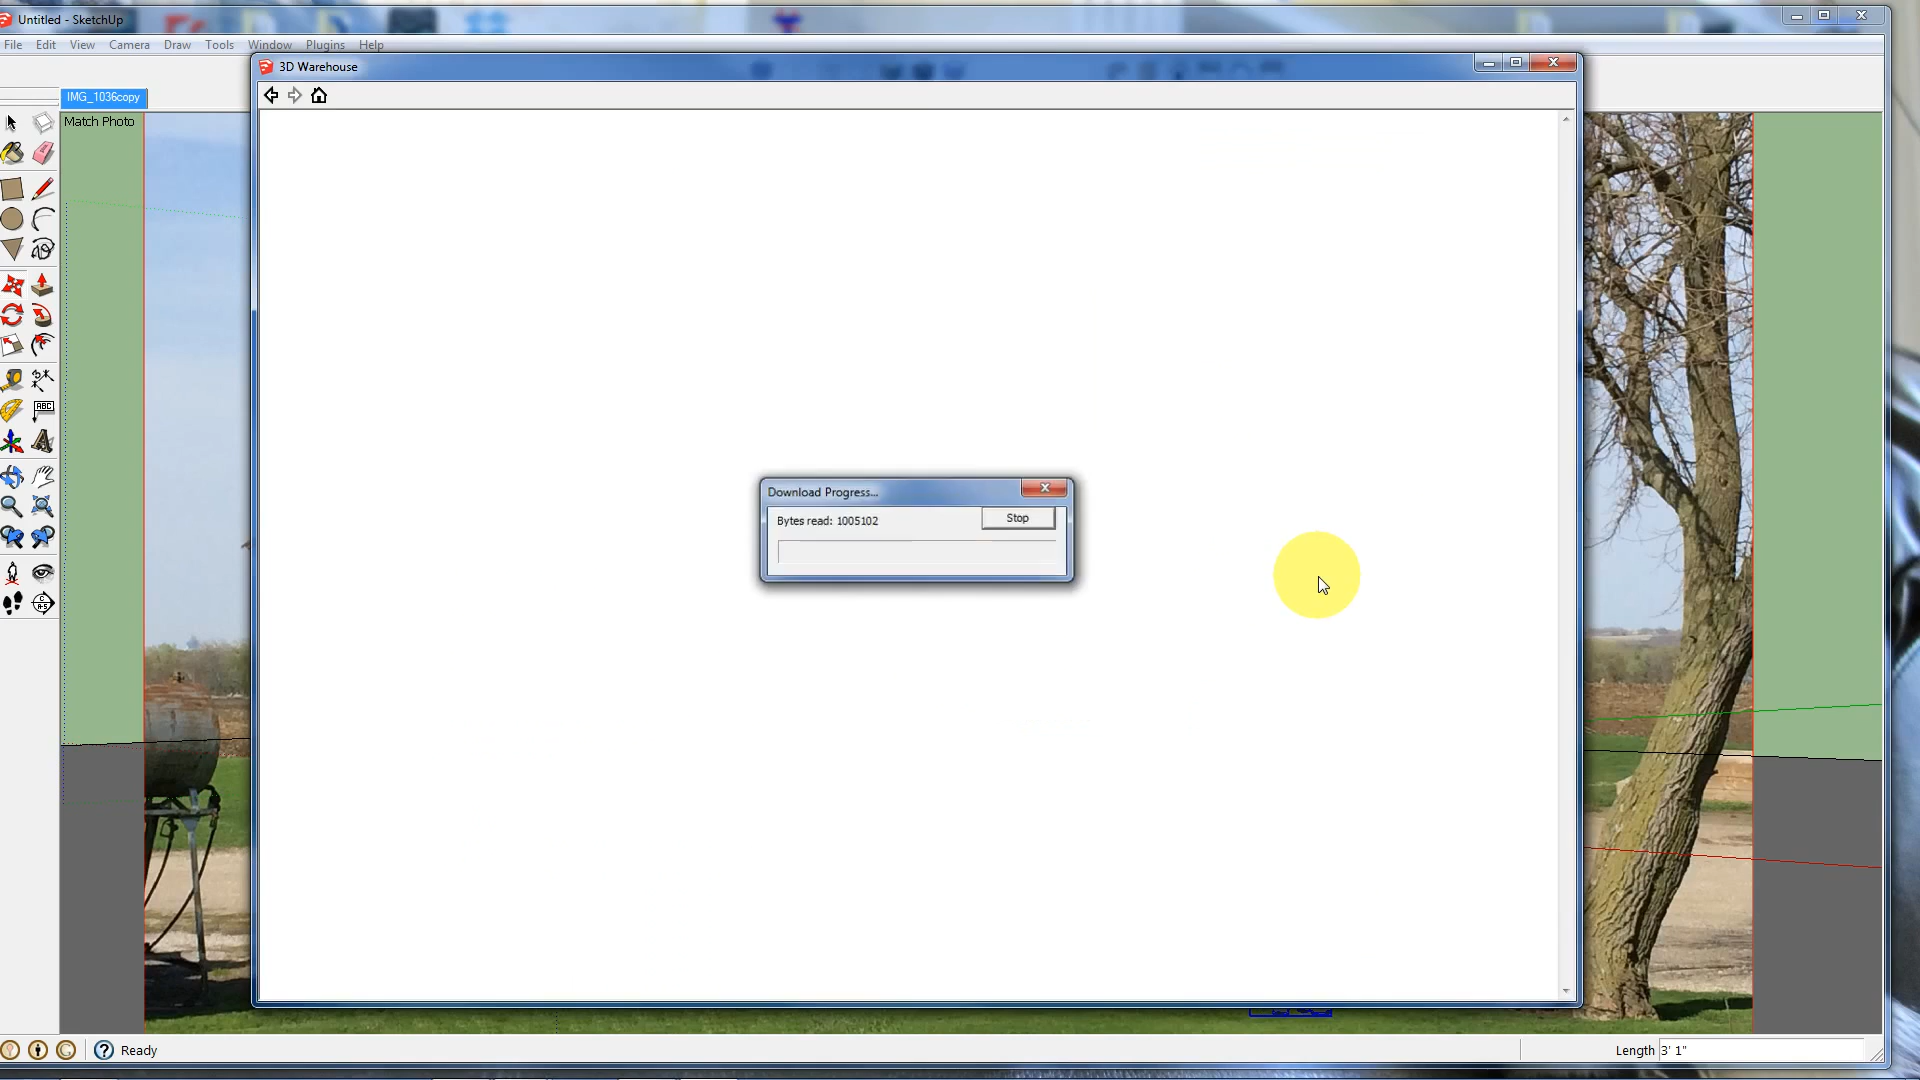 Untitled - SketchUp
File Edit View Camera Draw Tools Window Plugins Help
3D Warehouse
IMG_1036copy
Match Photo
Download Progress...
Bytes read: 1005102
Stop
ABC
Ready
Length 3' 1"